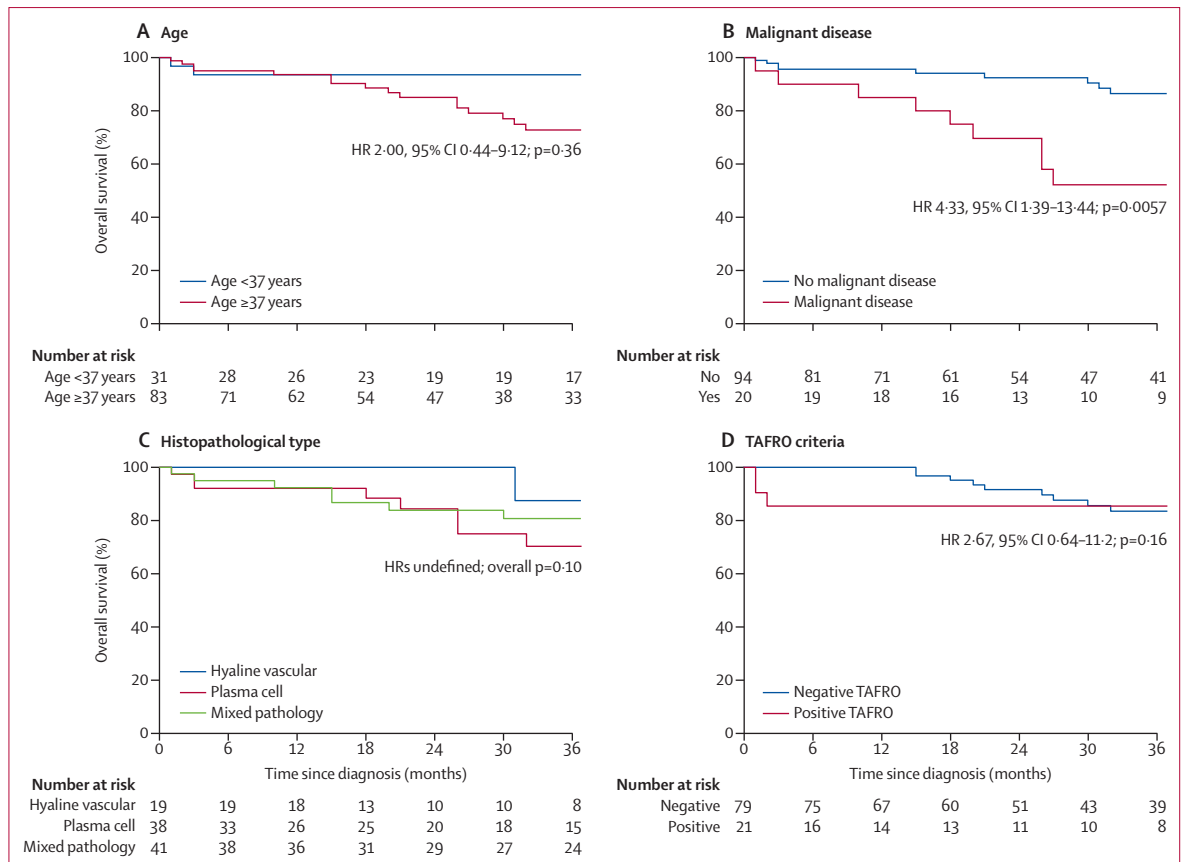 A Age
100
80
60
40
20
0
Overall survival (%)
HR 2·00, 95% CI 0·44–9·12; p=0·36
Age <37 years
Age ≥37 years
Number at risk
Age <37 years 31 28 26 23 19 19 17
Age ≥37 years 83 71 62 54 47 38 33
B Malignant disease
100
80
60
40
20
0
HR 4·33, 95% CI 1·39–13·44; p=0·0057
No malignant disease
Malignant disease
Number at risk
No 94 81 71 61 54 47 41
Yes 20 19 18 16 13 10 9
C Histopathological type
100
80
60
40
20
0
Overall survival (%)
HRs undefined; overall p=0·10
Hyaline vascular
Plasma cell
Mixed pathology
0 6 12 18 24 30 36
Time since diagnosis (months)
Number at risk
Hyaline vascular 19 19 18 13 10 10 8
Plasma cell 38 33 26 25 20 18 15
Mixed pathology 41 38 36 31 29 27 24
D TAFRO criteria
100
80
60
40
20
0
HR 2·67, 95% CI 0·64–11·2; p=0·16
Negative TAFRO
Positive TAFRO
0 6 12 18 24 30 36
Time since diagnosis (months)
Number at risk
Negative 79 75 67 60 51 43 39
Positive 21 16 14 13 11 10 8